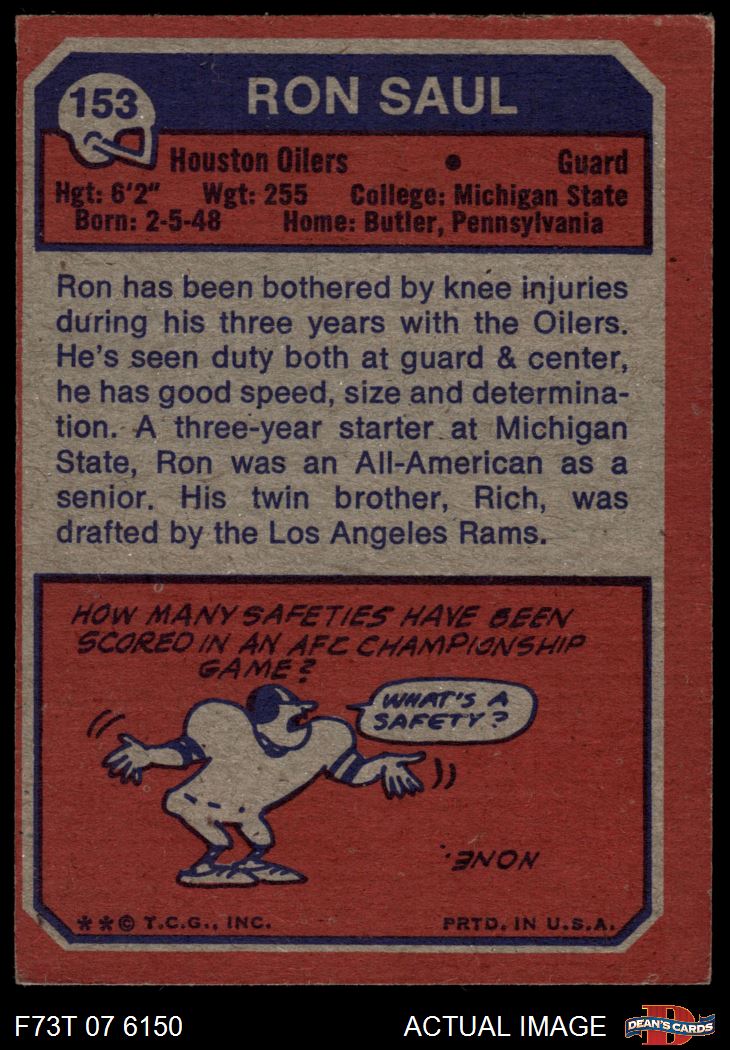 153
RON SAUL
Houston Oilers • Guard
Hgt: 6'2" Wgt: 255 College: Michigan State
Born: 2-5-48 Home: Butler, Pennsylvania
Ron has been bothered by knee injuries
during his three years with the Oilers.
He's seen duty both at guard & center,
he has good speed, size and determina-
tion. A three-year starter at Michigan
State, Ron was an All-American as a
senior. His twin brother, Rich, was
drafted by the Los Angeles Rams.
HOW MANY SAFETIES HAVE BEEN
SCORED IN AN AFC CHAMPIONSHIP
GAME?
WHAT'S A
SAFETY?
NONE.
**© T.C.G., INC. PRTD. IN U.S.A.
F73T 07 6150 ACTUAL IMAGE
D
DEAN'S CARDS